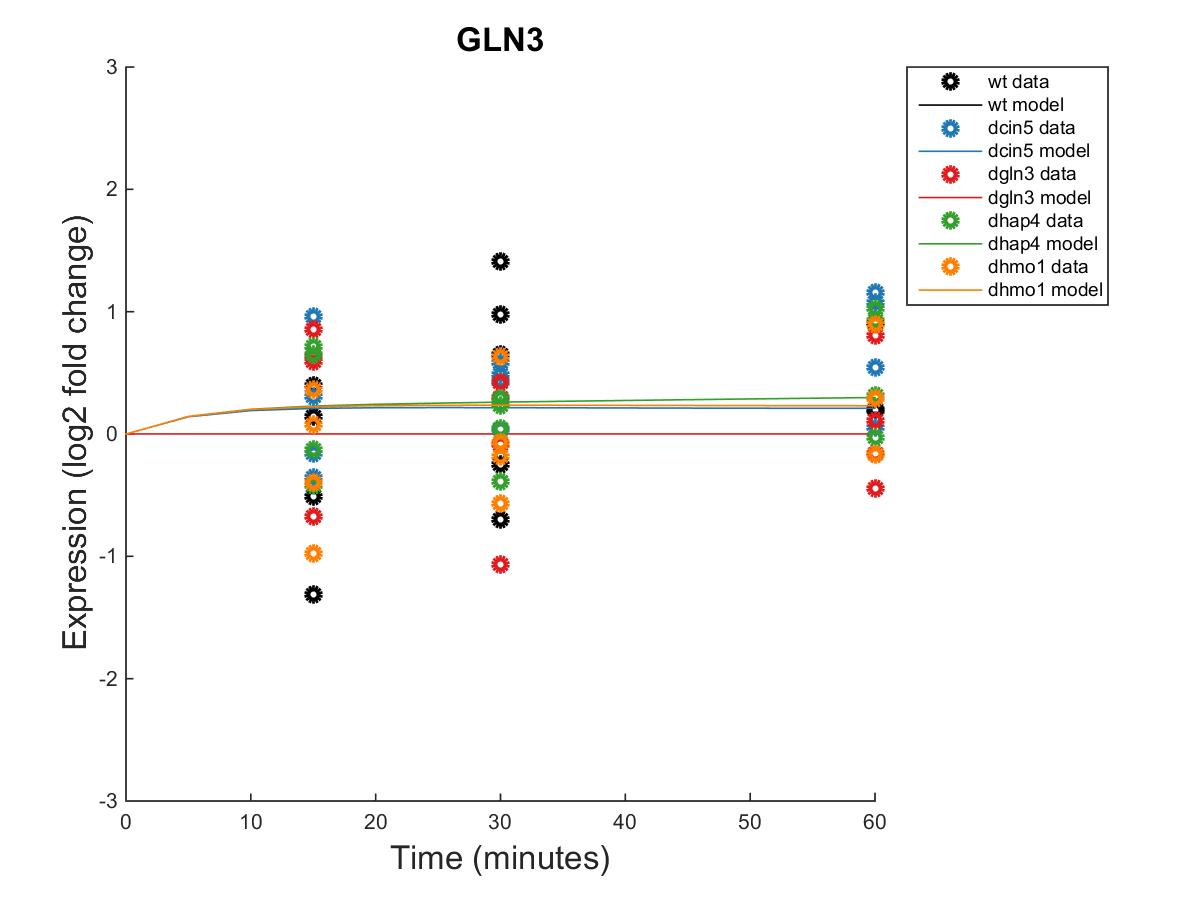 GLN3
3
2
1
0
-1
-2
-3
Expression (log2 fold change)
0 10 20 30 40 50 60
Time (minutes)
wt data
wt model
dcin5 data
dcin5 model
dgln3 data
dgln3 model
dhap4 data
dhap4 model
dhmo1 data
dhmo1 model